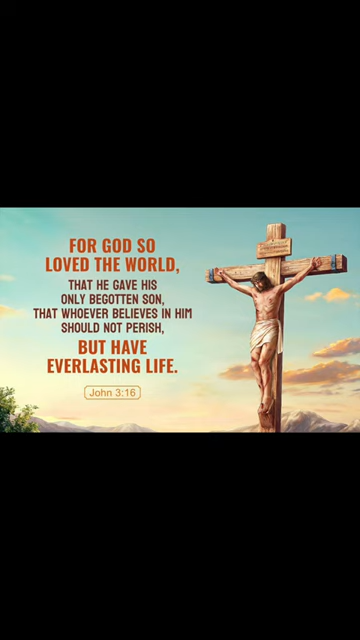 FOR GOD SO
LOVED THE WORLD,
THAT HE GAVE HIS
ONLY BEGOTTEN SON,
THAT WHOEVER BELIEVES IN HIM
SHOULD NOT PERISH,
BUT HAVE
EVERLASTING LIFE.
John 3:16